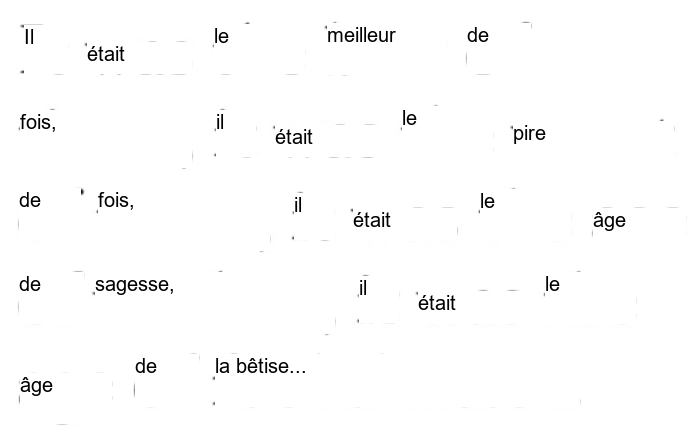 Il était le meilleur de
fois, il était le pire
de fois, il était le âge
de sagesse, il était le
âge de la bêtise...